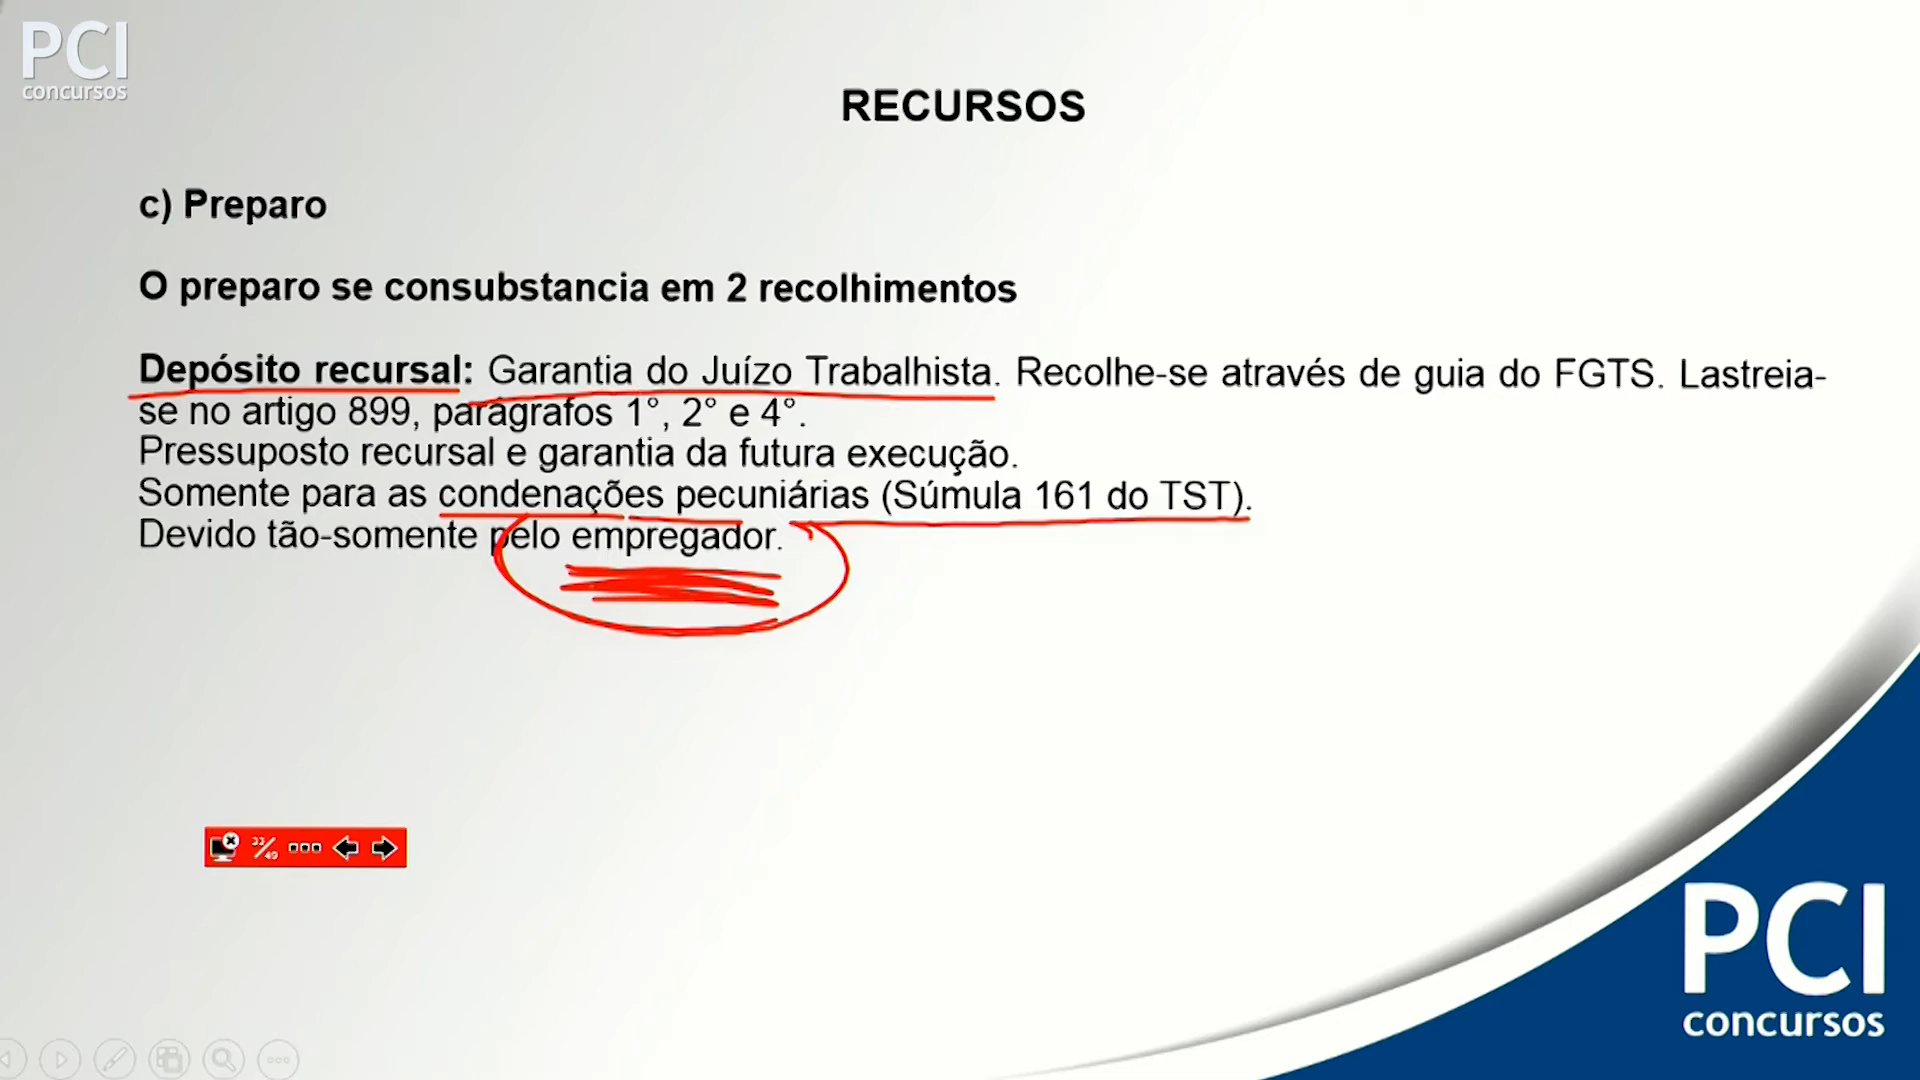 PCI
concursos
RECURSOS
c) Preparo
O preparo se consubstancia em 2 recolhimentos
Depósito recursal: Garantia do Juízo Trabalhista. Recolhe-se através de guia do FGTS. Lastreia-
se no artigo 899, parágrafos 1°, 2° e 4°.
Pressuposto recursal e garantia da futura execução.
Somente para as condenações pecuniárias (Súmula 161 do TST).
Devido tão-somente pelo empregador.
33/49
PCI
concursos